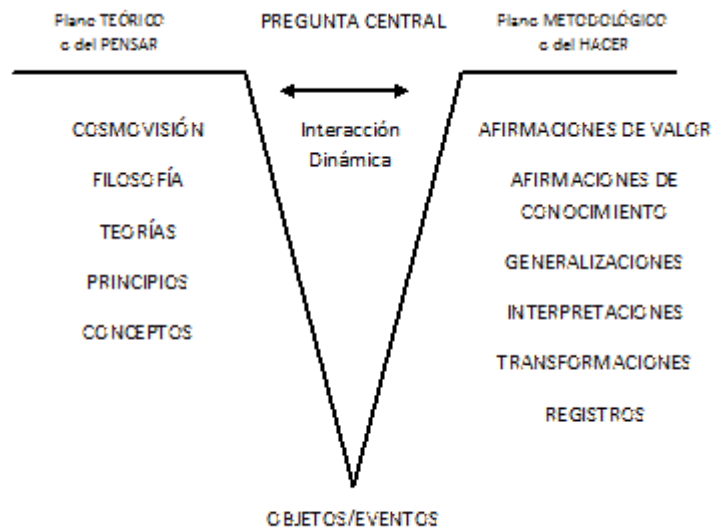 Plano TEÓRICO
o del PENSAR
PREGUNTA CENTRAL
Plano METODOLÓGICO
o del HACER
Interacción
Dinámica
COSMOVISIÓN
FILOSOFÍA
TEORÍAS
PRINCIPIOS
CONCEPTOS
AFIRMACIONES DE VALOR
AFIRMACIONES DE
CONOCIMIENTO
GENERALIZACIONES
INTERPRETACIONES
TRANSFORMACIONES
REGISTROS
OBJETOS/EVENTOS